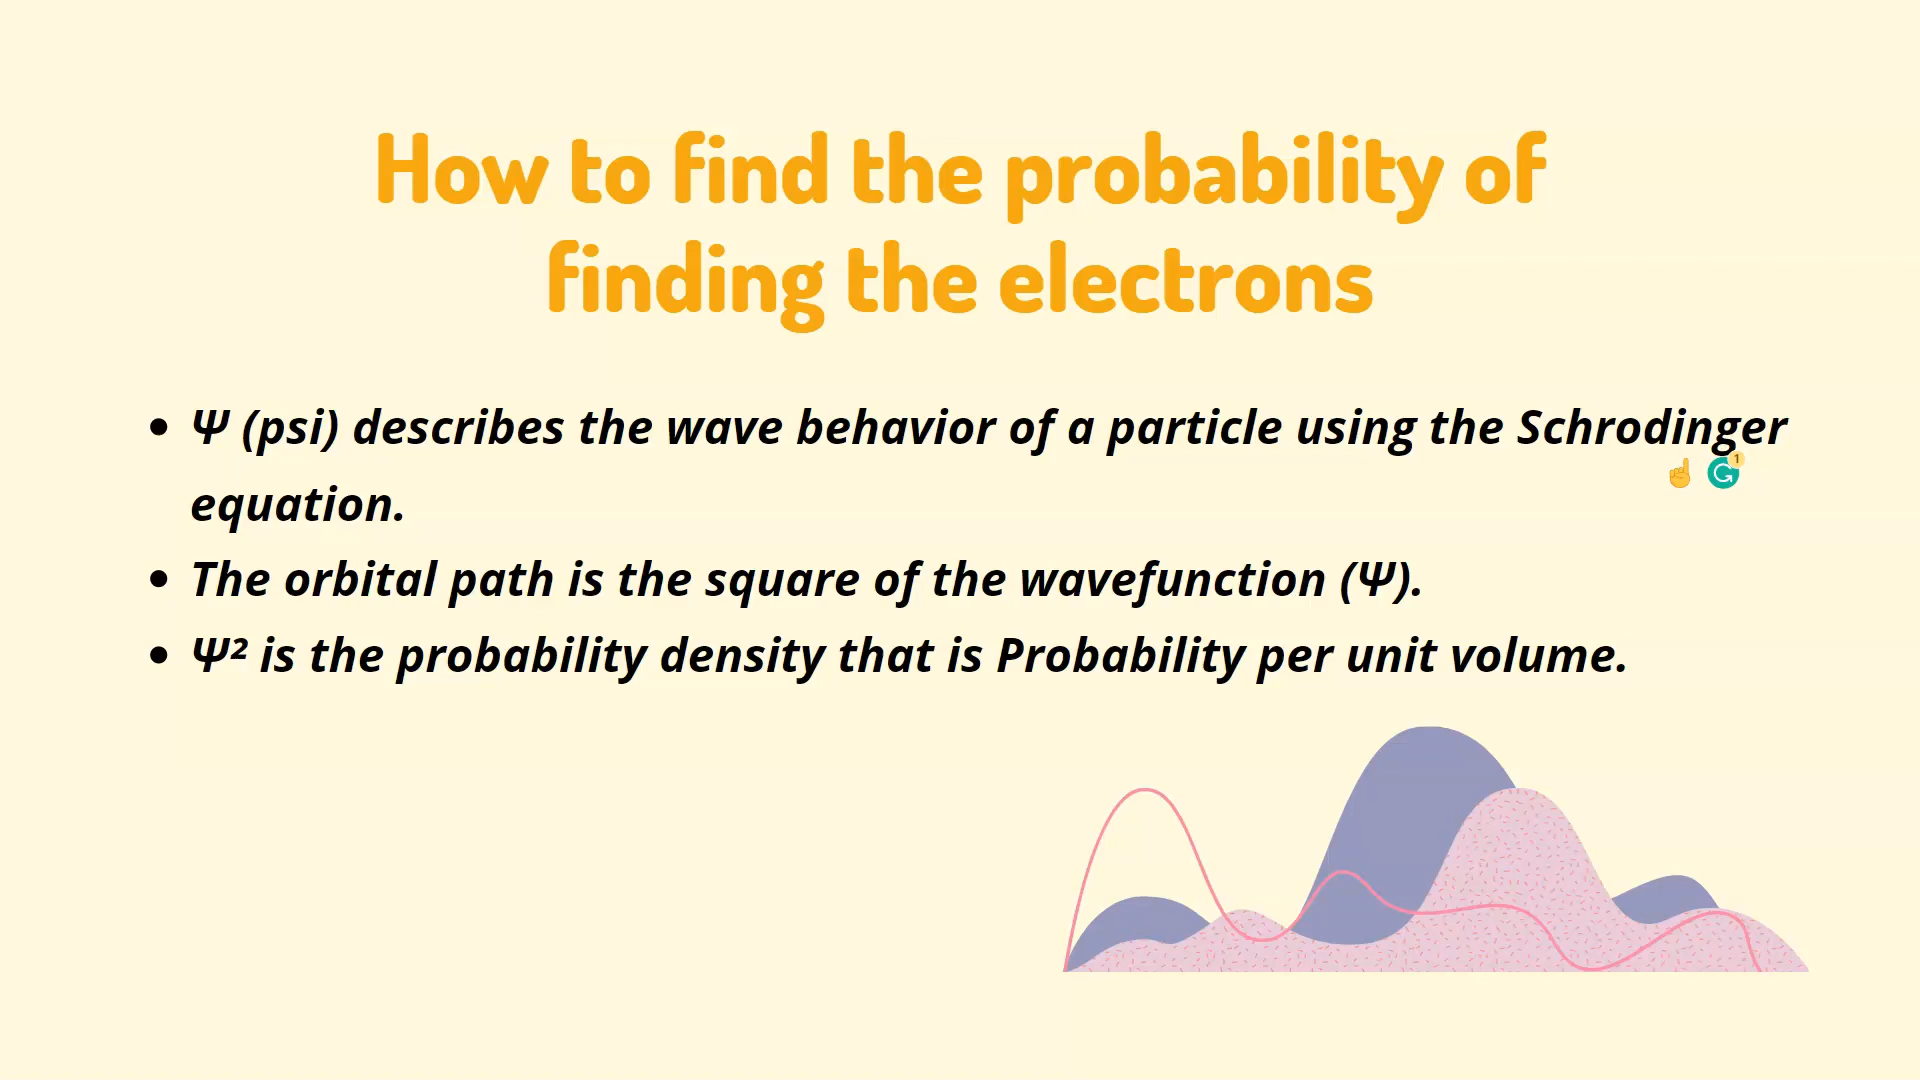 How to find the probability of
finding the electrons
• Ψ (psi) describes the wave behavior of a particle using the Schrodinger
equation.
☝ 1
• The orbital path is the square of the wavefunction (Ψ).
• Ψ² is the probability density that is Probability per unit volume.